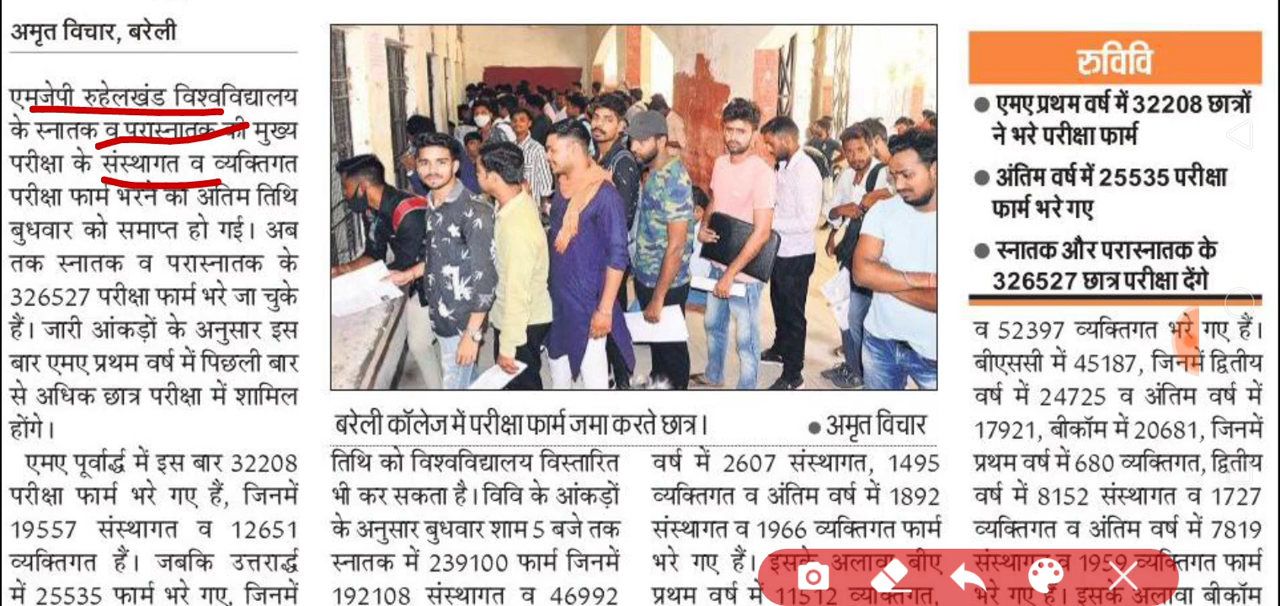 अमृत विचार, बरेली
एमजेपी रुहेलखंड विश्वविद्यालय
के स्नातक व परास्नातक की मुख्य
परीक्षा के संस्थागत व व्यक्तिगत
परीक्षा फार्म भरने की अंतिम तिथि
बुधवार को समाप्त हो गई। अब
तक स्नातक व परास्नातक के
326527 परीक्षा फार्म भरे जा चुके
हैं। जारी आंकड़ों के अनुसार इस
बार एमए प्रथम वर्ष में पिछली बार
से अधिक छात्र परीक्षा में शामिल
होंगे।
एमए पूर्वार्द्ध में इस बार 32208
परीक्षा फार्म भरे गए हैं, जिनमें
19557 संस्थागत व 12651
व्यक्तिगत हैं। जबकि उत्तरार्द्ध
में 25535 फार्म भरे गए, जिनमें
बरेली कॉलेज में परीक्षा फार्म जमा करते छात्र।
● अमृत विचार
तिथि को विश्वविद्यालय विस्तारित
भी कर सकता है। विवि के आंकड़ों
के अनुसार बुधवार शाम 5 बजे तक
स्नातक में 239100 फार्म जिनमें
192108 संस्थागत व 46992
वर्ष में 2607 संस्थागत, 1495
व्यक्तिगत व अंतिम वर्ष में 1892
संस्थागत व 1966 व्यक्तिगत फार्म
भरे गए हैं। इसके अलावा बीए
प्रथम वर्ष में 11512 व्यक्तिगत,
रुविवि
● एमए प्रथम वर्ष में 32208 छात्रों
ने भरे परीक्षा फार्म
● अंतिम वर्ष में 25535 परीक्षा
फार्म भरे गए
● स्नातक और परास्नातक के
326527 छात्र परीक्षा देंगे
व 52397 व्यक्तिगत भरे गए हैं।
बीएससी में 45187, जिनमें द्वितीय
वर्ष में 24725 व अंतिम वर्ष में
17921, बीकॉम में 20681, जिनमें
प्रथम वर्ष में 680 व्यक्तिगत, द्वितीय
वर्ष में 8152 संस्थागत व 1727
व्यक्तिगत व अंतिम वर्ष में 7819
संस्थागत व 1959 व्यक्तिगत फार्म
भरे गए हैं। इसके अलावा बीकॉम